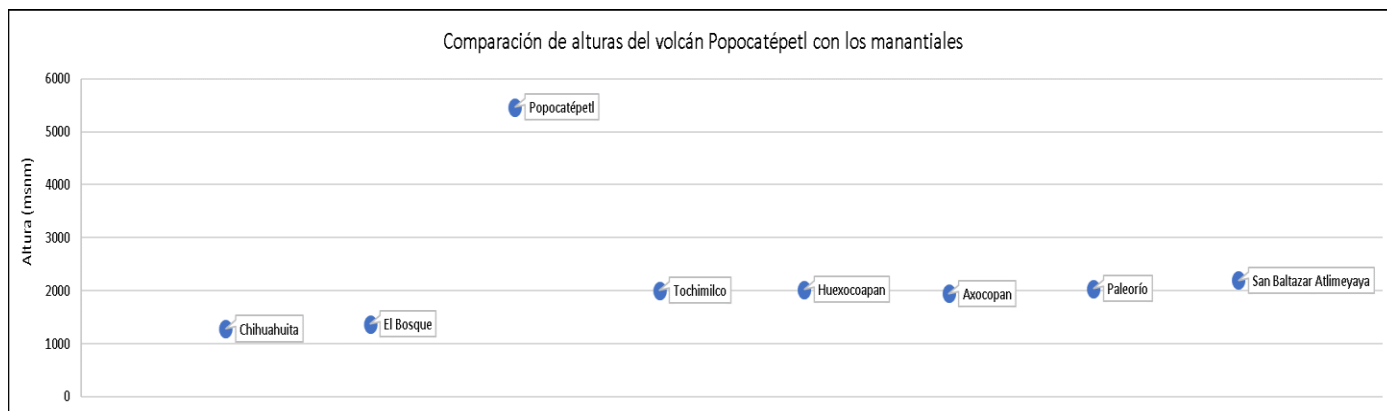 Comparación de alturas del volcán Popocatépetl con los manantiales
6000
5000
4000
3000
2000
1000
0
Altura (msnm)
Chihuahuita
El Bosque
Popocatépetl
Tochimilco
Huexocoapan
Axocopan
Paleorío
San Baltazar Atlimeyaya